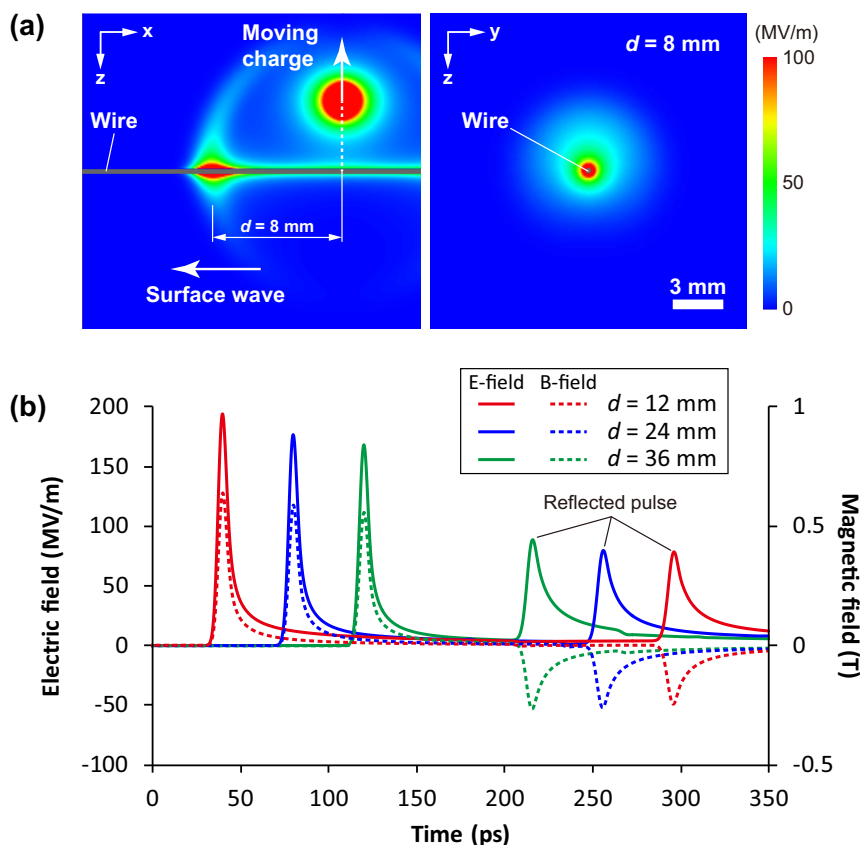 (a)
x
z
Moving
charge
Wire
d = 8 mm
Surface wave
y
z
d = 8 mm
Wire
3 mm
(MV/m)
100
50
0
(b)
E-field B-field
d = 12 mm
d = 24 mm
d = 36 mm
Reflected pulse
Electric field (MV/m)
200
150
100
50
0
-50
-100
Magnetic field (T)
1
0.5
0
-0.5
0 50 100 150 200 250 300 350
Time (ps)